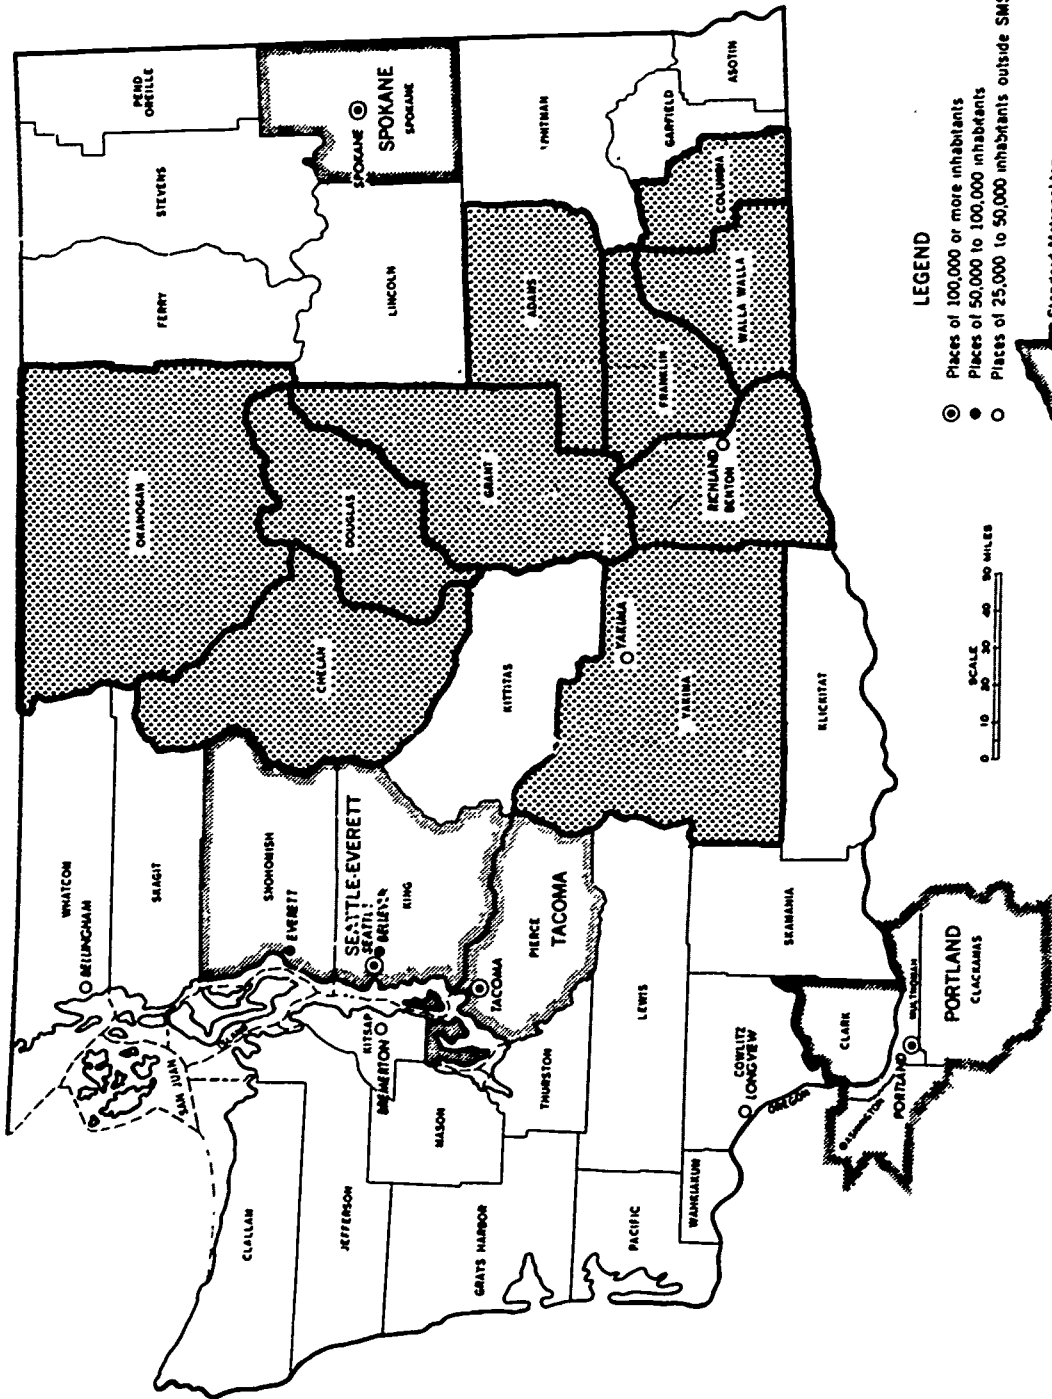 WHATCOM
BELLINGHAM
SAN JUAN
SKAGIT
OKANOGAN
FERRY
STEVENS
PEND
OREILLE
CLALLAM
SNOHOMISH
EVERETT
CHELAN
DOUGLAS
JEFFERSON
KITSAP
BREMERTON
SEATTLE-EVERETT
SEATTLE
KING
GRANT
LINCOLN
SPOKANE
SPOKANE
SPOKANE
GRAYS HARBOR
MASON
TACOMA
PIERCE
TACOMA
KITTITAS
ADAMS
WHITMAN
THURSTON
PACIFIC
LEWIS
YAKIMA
YAKIMA
RICHLAND
BENTON
FRANKLIN
WALLA WALLA
COLUMBIA
GARFIELD
ASOTIN
WAHKIAKUM
COWLITZ
LONGVIEW
SKAMANIA
KLICKITAT
OREGON
CLARK
WASHINGTON
PORTLAND
MULTNOMAH
PORTLAND
CLACKAMAS
SCALE
0 10 20 30 40 50 MILES
LEGEND
Places of 100,000 or more inhabitants
Places of 50,000 to 100,000 inhabitants
Places of 25,000 to 50,000 inhabitants outside SMS
Standard Metropolitan